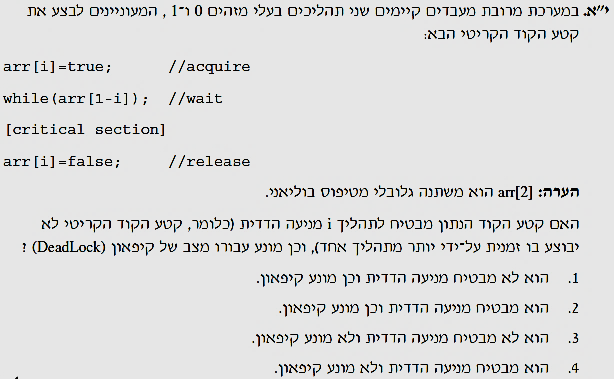 י"א. במערכת מרובת מעבדים קיימים שני תהליכים בעלי מזהים 0 ו-1, המעוניינים לבצע את
קטע הקוד הקריטי הבא:
arr[i]=true;      //acquire
while(arr[1-i]);  //wait
[critical section]
arr[i]=false;     //release
הערה: arr[2] הוא משתנה גלובלי מטיפוס בוליאני.
האם קטע הקוד הנתון מבטיח לתהליך i מניעה הדדית (כלומר, קטע הקוד הקריטי לא
יבוצע בו זמנית על-ידי יותר מתהליך אחד), וכן מונע עבורו מצב של קיפאון (DeadLock) ?
1. הוא לא מבטיח מניעה הדדית וכן מונע קיפאון.
2. הוא מבטיח מניעה הדדית וכן מונע קיפאון.
3. הוא לא מבטיח מניעה הדדית ולא מונע קיפאון.
4. הוא מבטיח מניעה הדדית ולא מונע קיפאון.